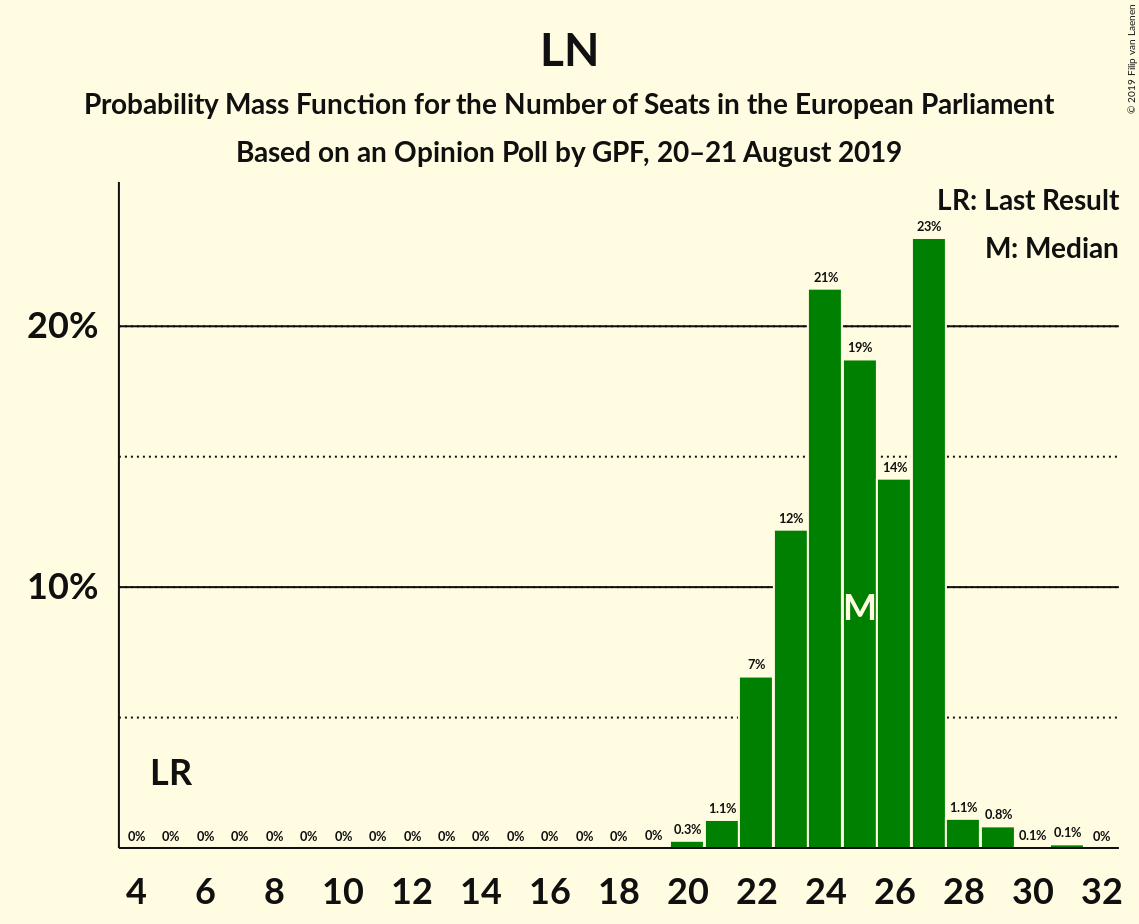 LN
Probability Mass Function for the Number of Seats in the European Parliament
Based on an Opinion Poll by GPF, 20–21 August 2019
© 2019 Filip van Laenen
LR: Last Result
M: Median
20%
10%
23%
21%
19%
14%
12%
7%
M
LR
0% 0% 0% 0% 0% 0% 0% 0% 0% 0% 0% 0% 0% 0% 0% 0% 0.3% 1.1% 1.1% 0.8% 0.1% 0.1% 0%
4 6 8 10 12 14 16 18 20 22 24 26 28 30 32